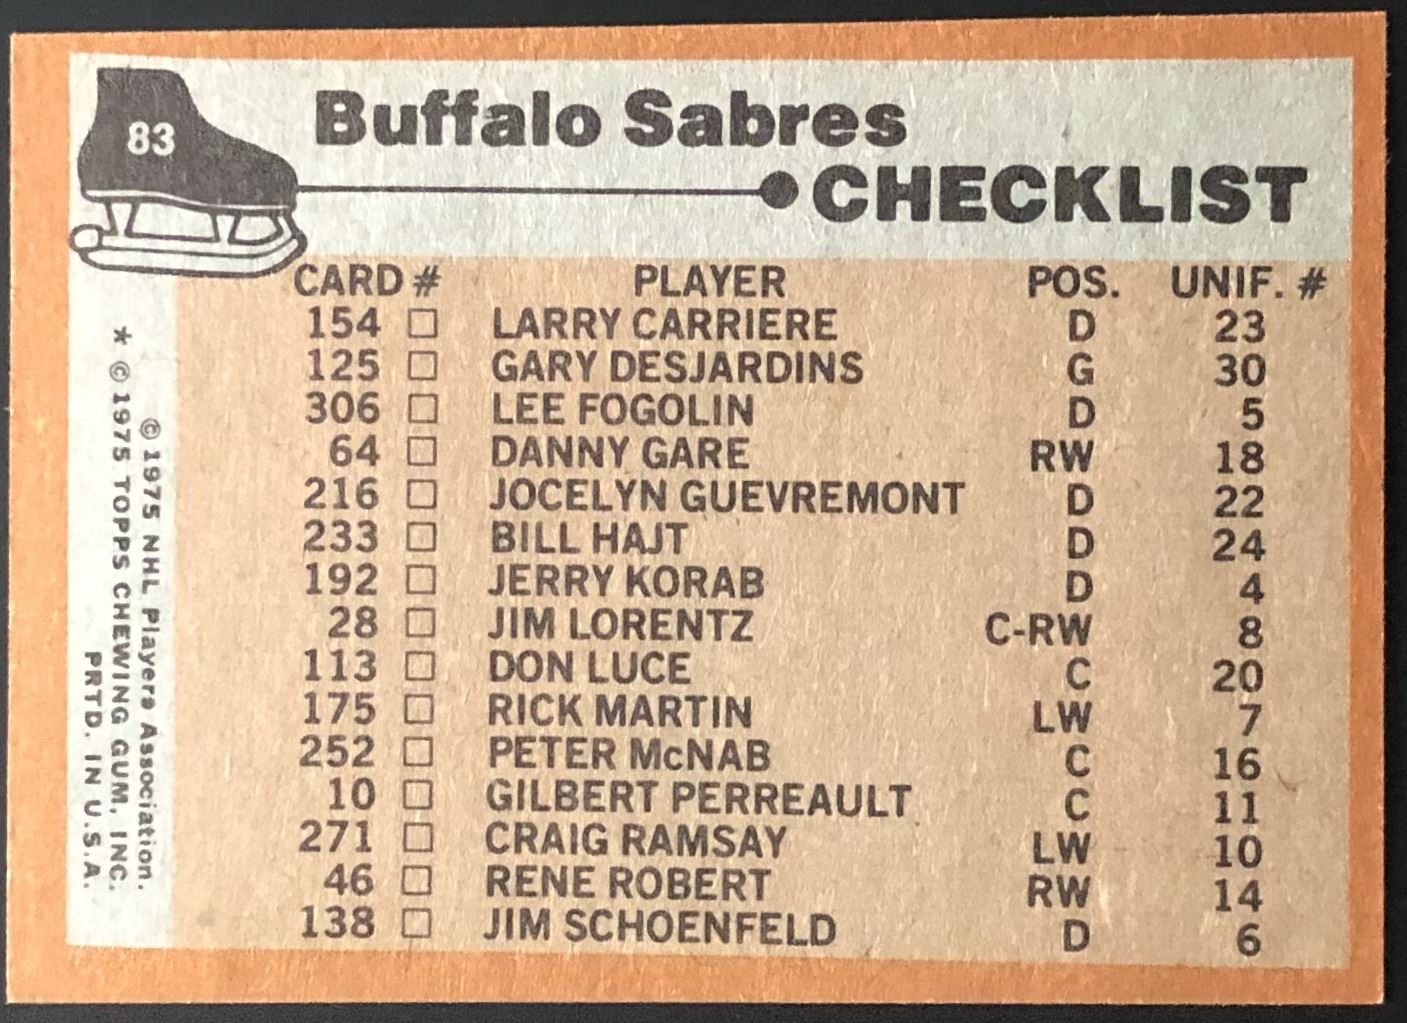 83
Buffalo Sabres
CHECKLIST
CARD # PLAYER POS. UNIF. #
154 □ LARRY CARRIERE D 23
125 □ GARY DESJARDINS G 30
306 □ LEE FOGOLIN D 5
64 □ DANNY GARE RW 18
216 □ JOCELYN GUEVREMONT D 22
233 □ BILL HAJT D 24
192 □ JERRY KORAB D 4
28 □ JIM LORENTZ C-RW 8
113 □ DON LUCE C 20
175 □ RICK MARTIN LW 7
252 □ PETER McNAB C 16
10 □ GILBERT PERREAULT C 11
271 □ CRAIG RAMSAY LW 10
46 □ RENE ROBERT RW 14
138 □ JIM SCHOENFELD D 6
© 1975 NHL Players Association.
* © 1975 TOPPS CHEWING GUM, INC.
PRTD. IN U.S.A.